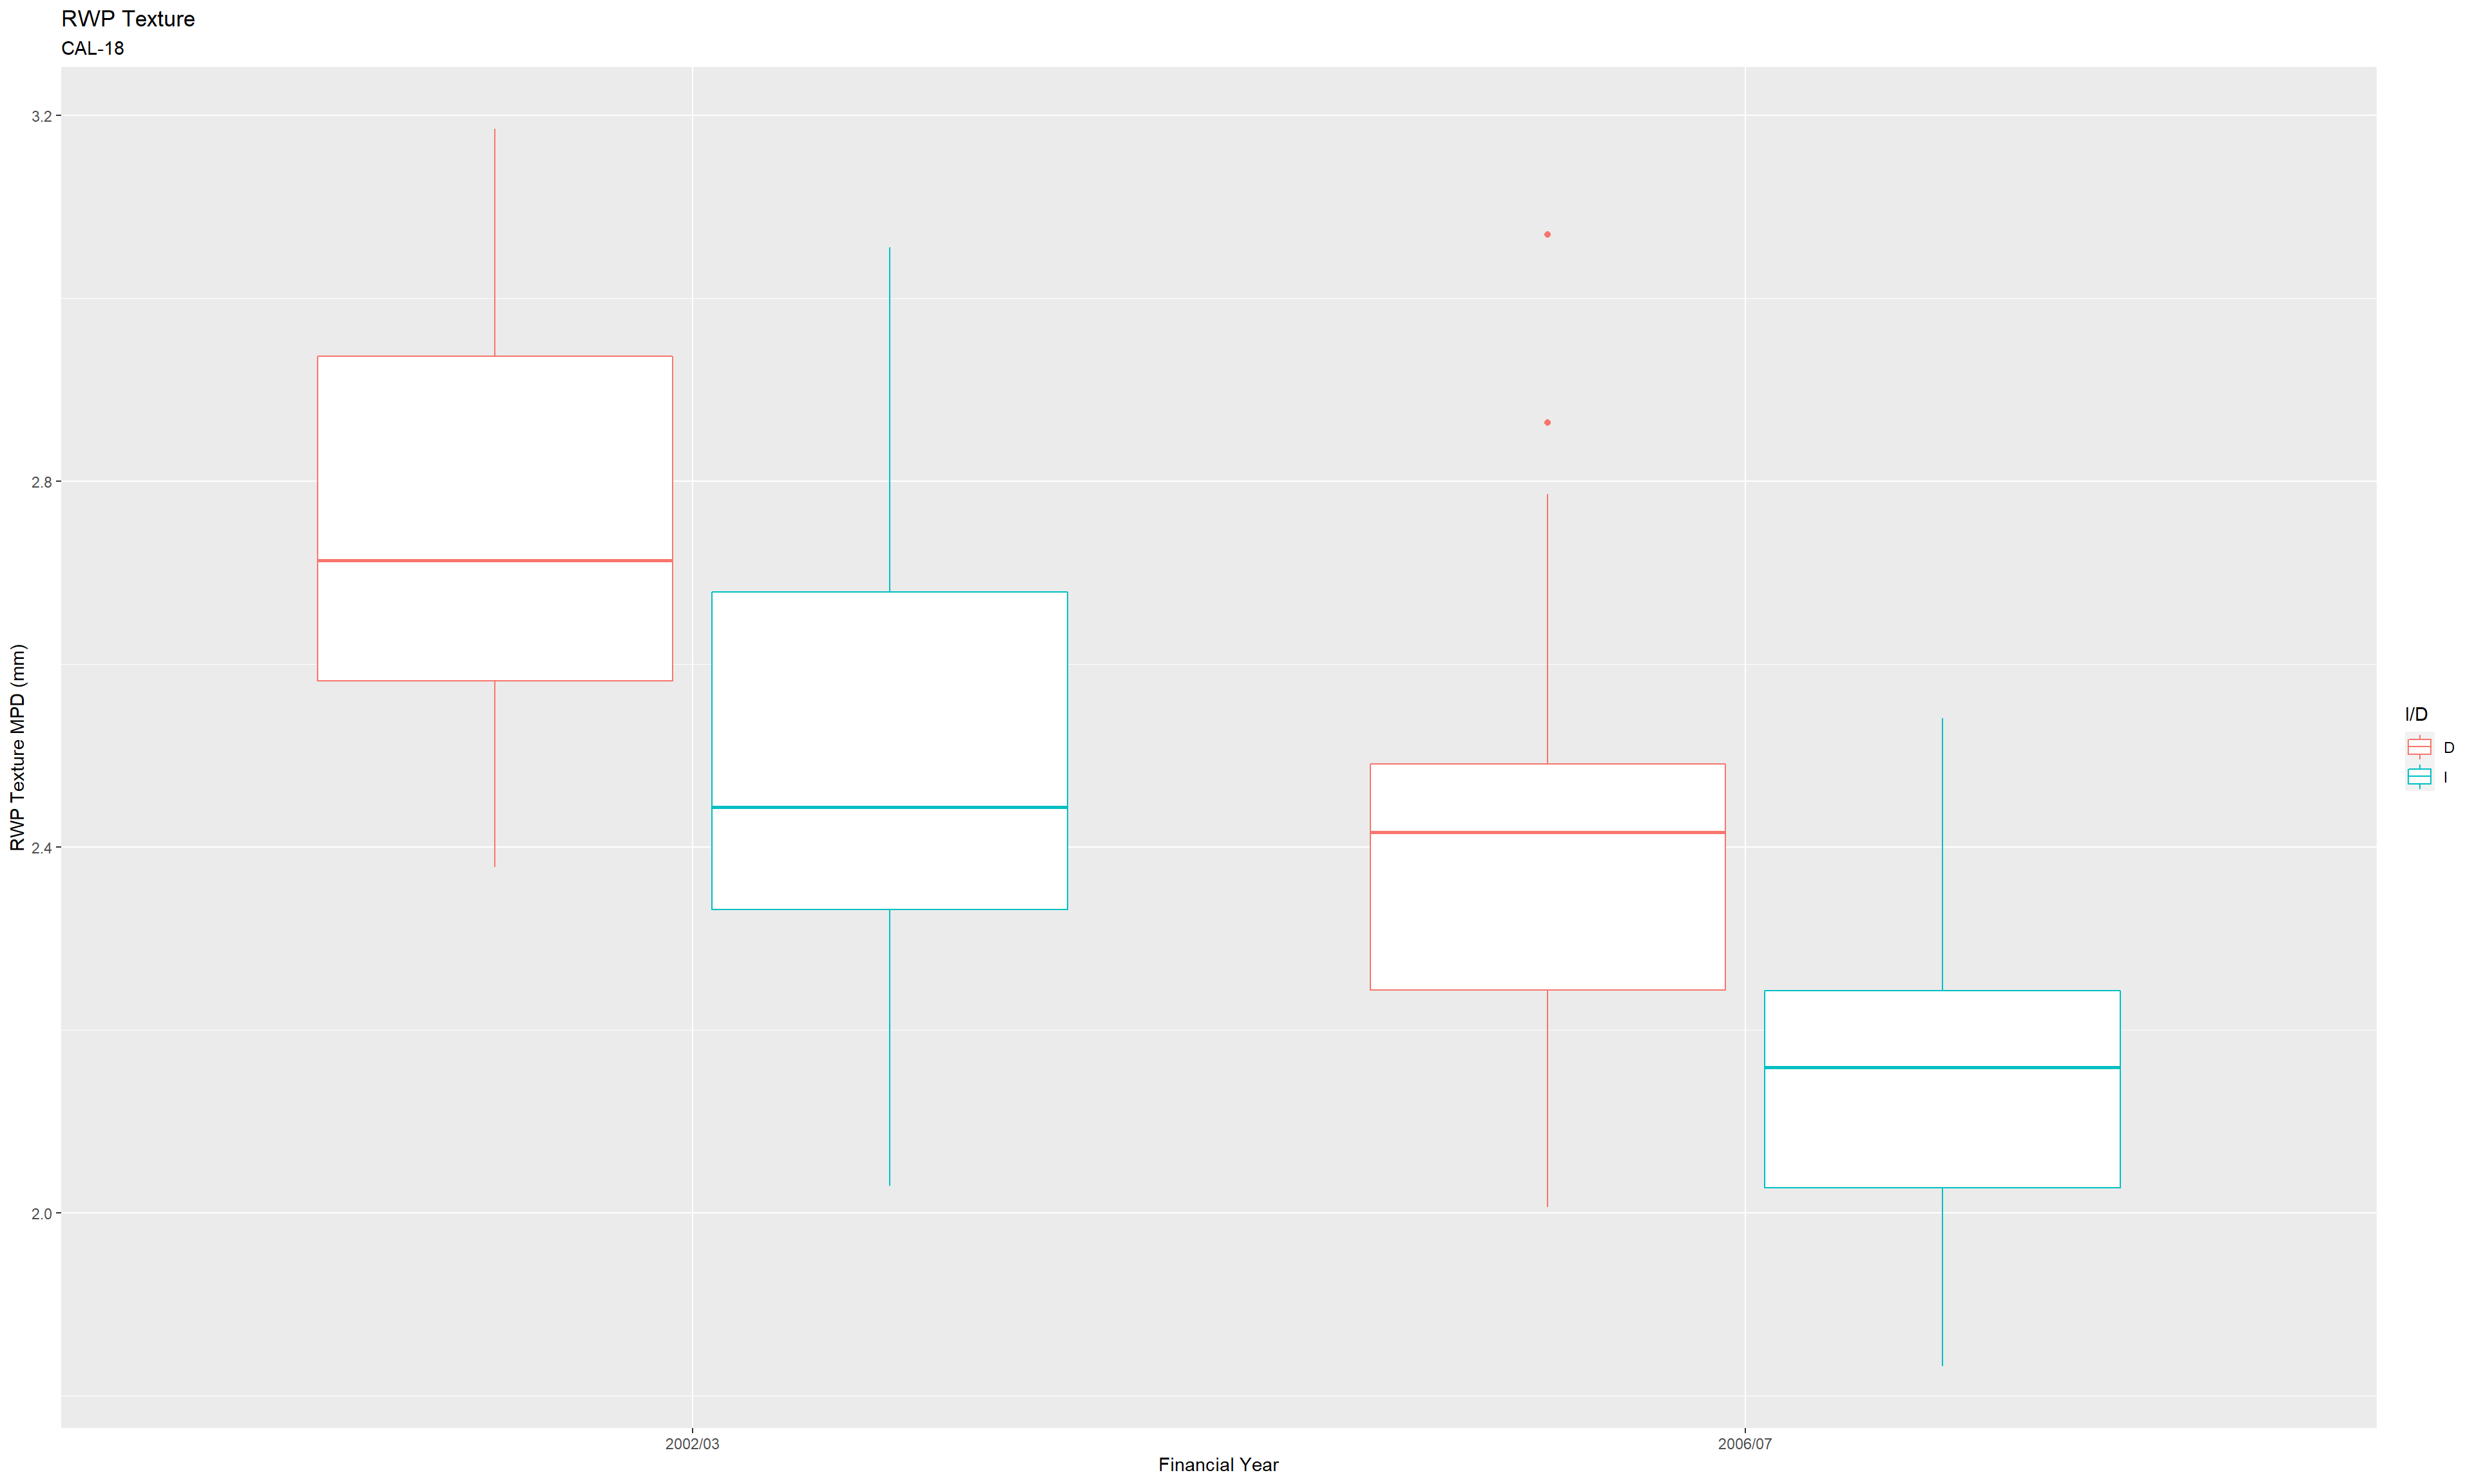 RWP Texture
CAL-18
RWP Texture MPD (mm)
3.2
2.8
2.4
2.0
2002/03
2006/07
Financial Year
I/D
D
I